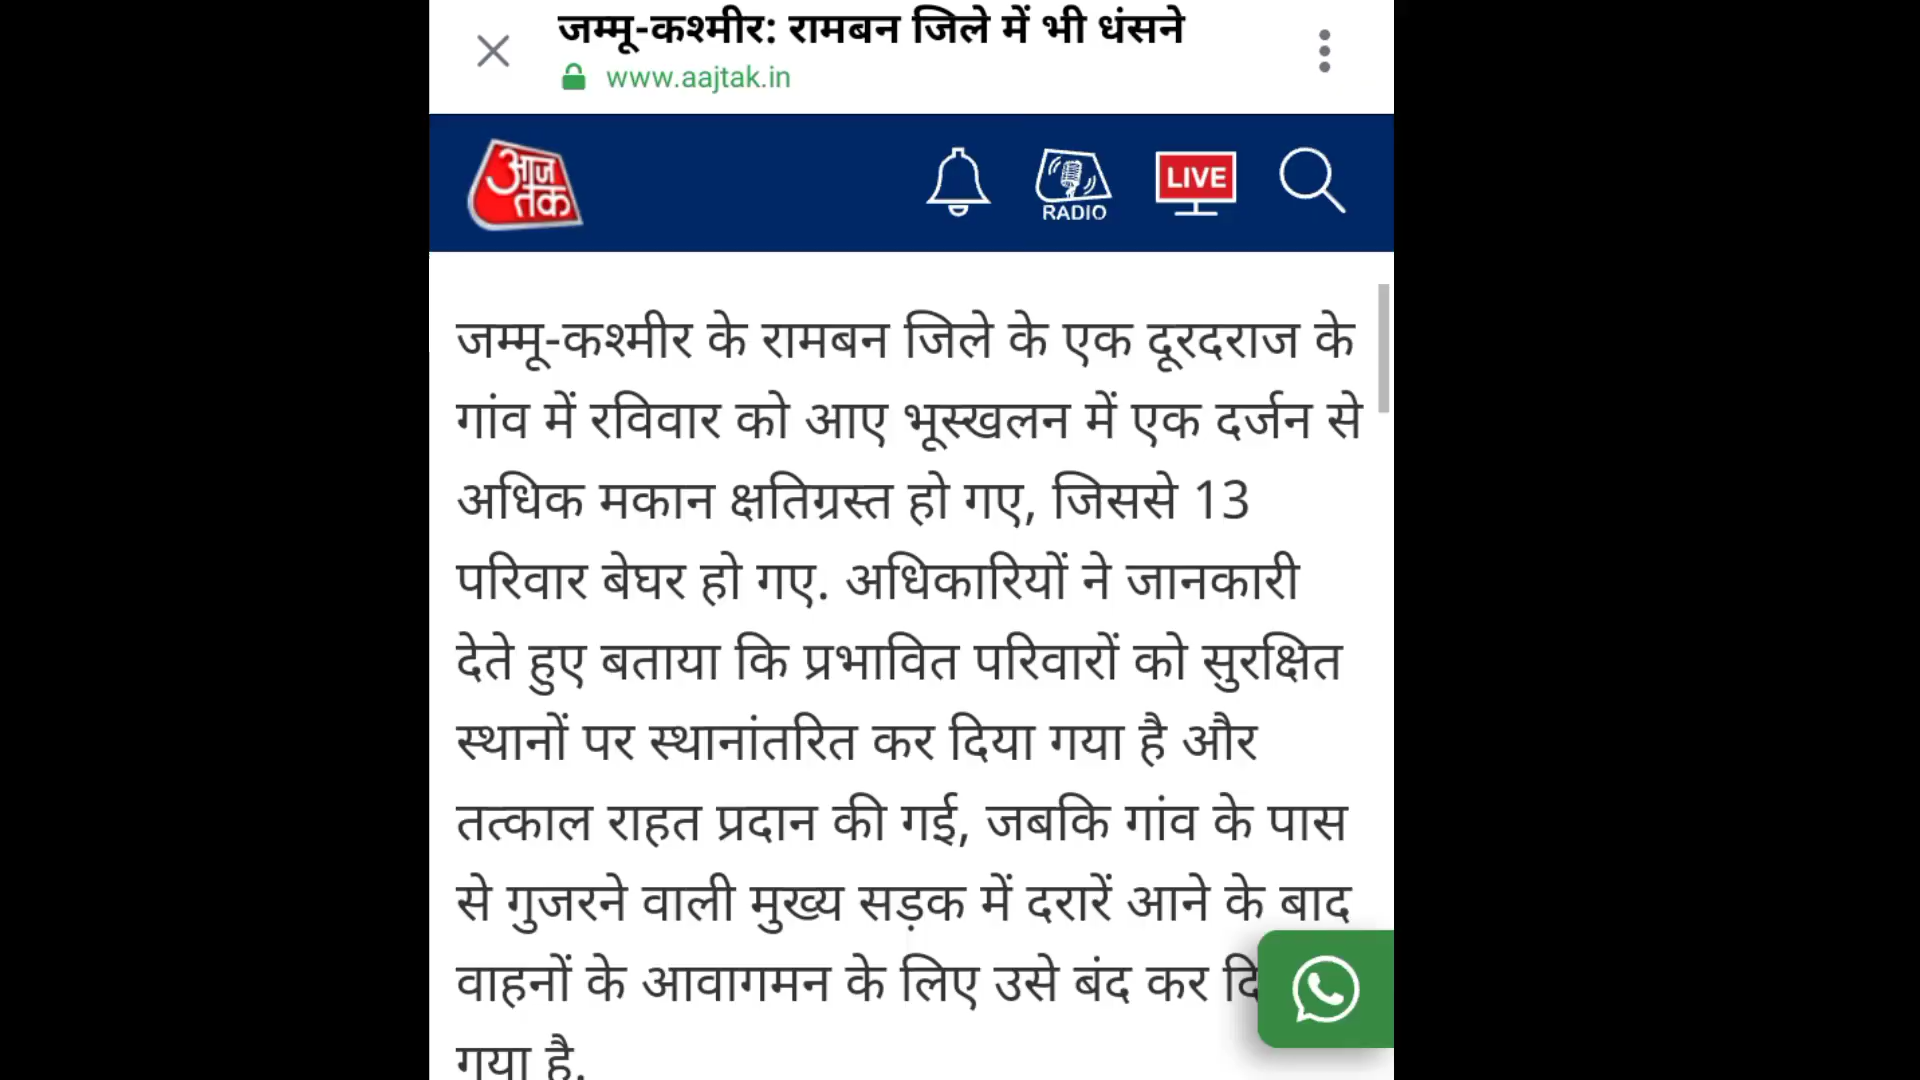 जम्मू-कश्मीर: रामबन जिले में भी धंसने
www.aajtak.in
आज
तक
RADIO
LIVE
जम्मू-कश्मीर के रामबन जिले के एक दूरदराज के
गांव में रविवार को आए भूस्खलन में एक दर्जन से
अधिक मकान क्षतिग्रस्त हो गए, जिससे 13
परिवार बेघर हो गए. अधिकारियों ने जानकारी
देते हुए बताया कि प्रभावित परिवारों को सुरक्षित
स्थानों पर स्थानांतरित कर दिया गया है और
तत्काल राहत प्रदान की गई, जबकि गांव के पास
से गुजरने वाली मुख्य सड़क में दरारें आने के बाद
वाहनों के आवागमन के लिए उसे बंद कर दि
गया है.